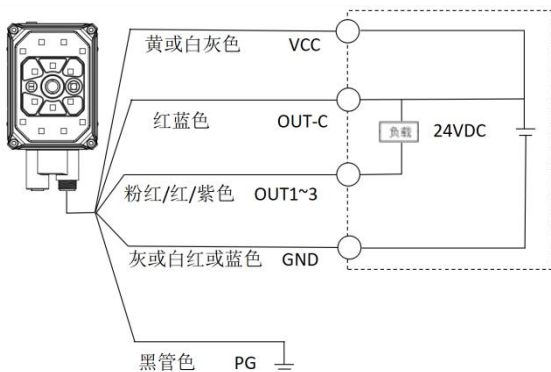 黄或白灰色 VCC
红蓝色 OUT-C
负载 24VDC
粉红/红/紫色 OUT1~3
灰或白红或蓝色 GND
黑管色 PG